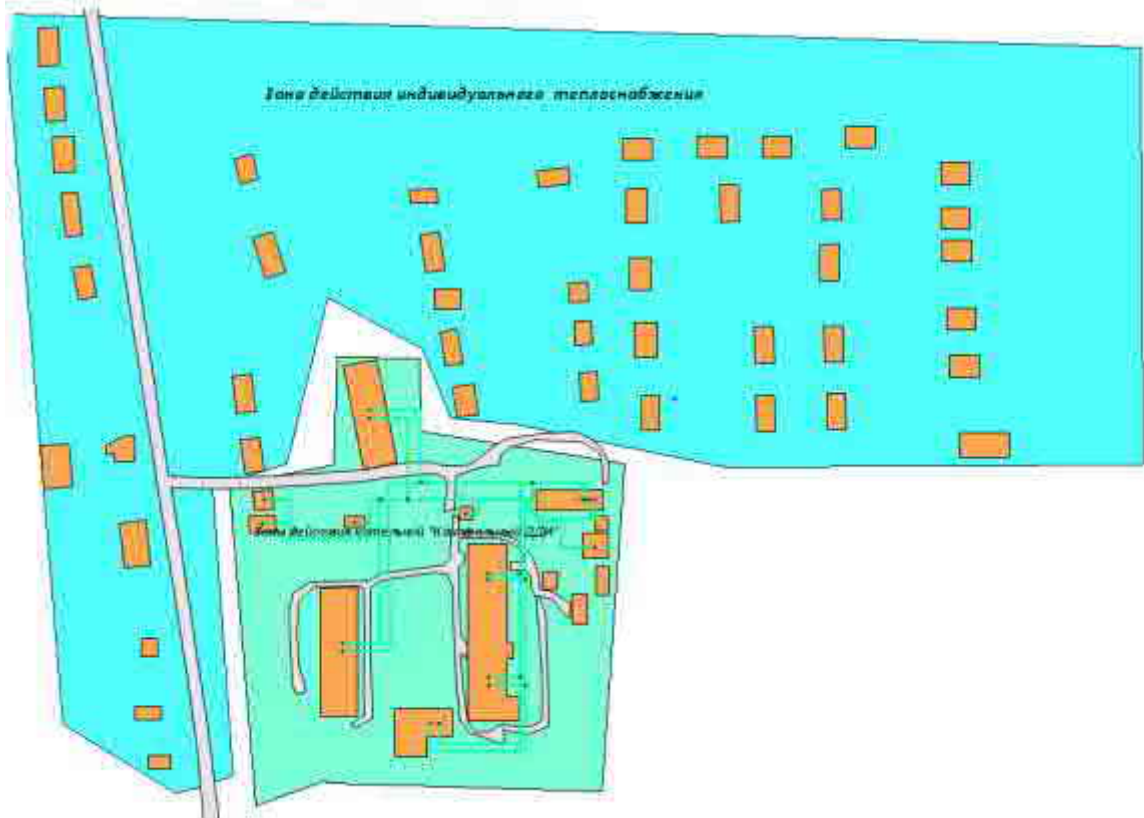 Зона действия индивидуального теплоснабжения
Зона действия котельной